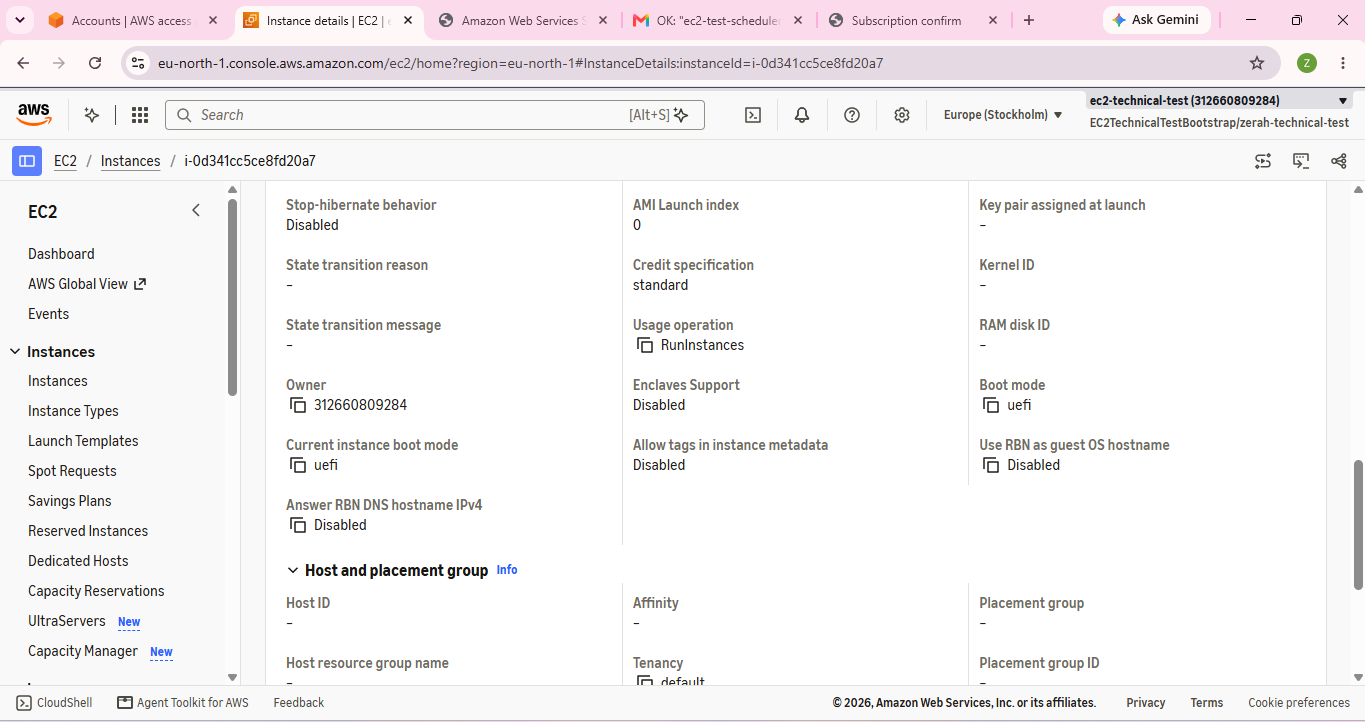 Accounts | AWS access
Instance details | EC2 |
Amazon Web Services S
OK: "ec2-test-scheduler
Subscription confirm
Ask Gemini
eu-north-1.console.aws.amazon.com/ec2/home?region=eu-north-1#InstanceDetails:instanceId=i-0d341cc5ce8fd20a7
Z
aws
Search
[Alt+S]
Europe (Stockholm)
ec2-technical-test (312660809284)
EC2TechnicalTestBootstrap/zerah-technical-test
EC2 / Instances / i-0d341cc5ce8fd20a7
EC2
Dashboard
AWS Global View
Events
Instances
Instances
Instance Types
Launch Templates
Spot Requests
Savings Plans
Reserved Instances
Dedicated Hosts
Capacity Reservations
UltraServers New
Capacity Manager New
Stop-hibernate behavior
Disabled
AMI Launch index
0
Key pair assigned at launch
–
State transition reason
–
Credit specification
standard
Kernel ID
–
State transition message
–
Usage operation
RunInstances
RAM disk ID
–
Owner
312660809284
Enclaves Support
Disabled
Boot mode
uefi
Current instance boot mode
uefi
Allow tags in instance metadata
Disabled
Use RBN as guest OS hostname
Disabled
Answer RBN DNS hostname IPv4
Disabled
Host and placement group Info
Host ID
–
Affinity
–
Placement group
–
Host resource group name
–
Tenancy
default
Placement group ID
–
CloudShell
Agent Toolkit for AWS
Feedback
© 2026, Amazon Web Services, Inc. or its affiliates.
Privacy
Terms
Cookie preferences